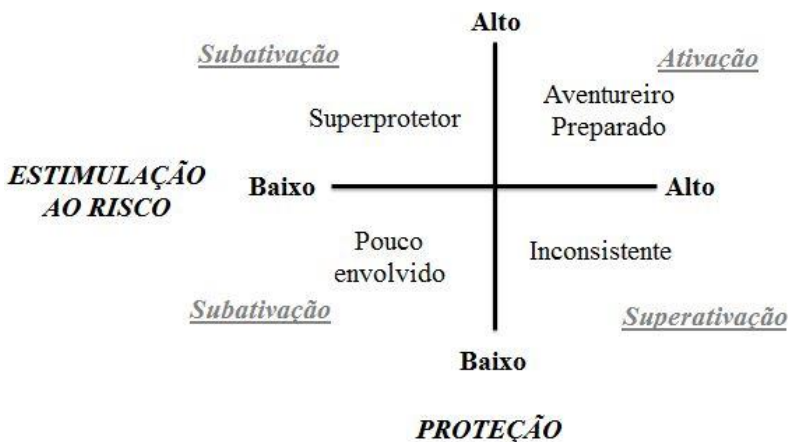 Alto
Subativação
Ativação
Superprotetor
Aventureiro
Preparado
ESTIMULAÇÃO
AO RISCO
Baixo
Alto
Pouco
envolvido
Inconsistente
Subativação
Superativação
Baixo
PROTEÇÃO